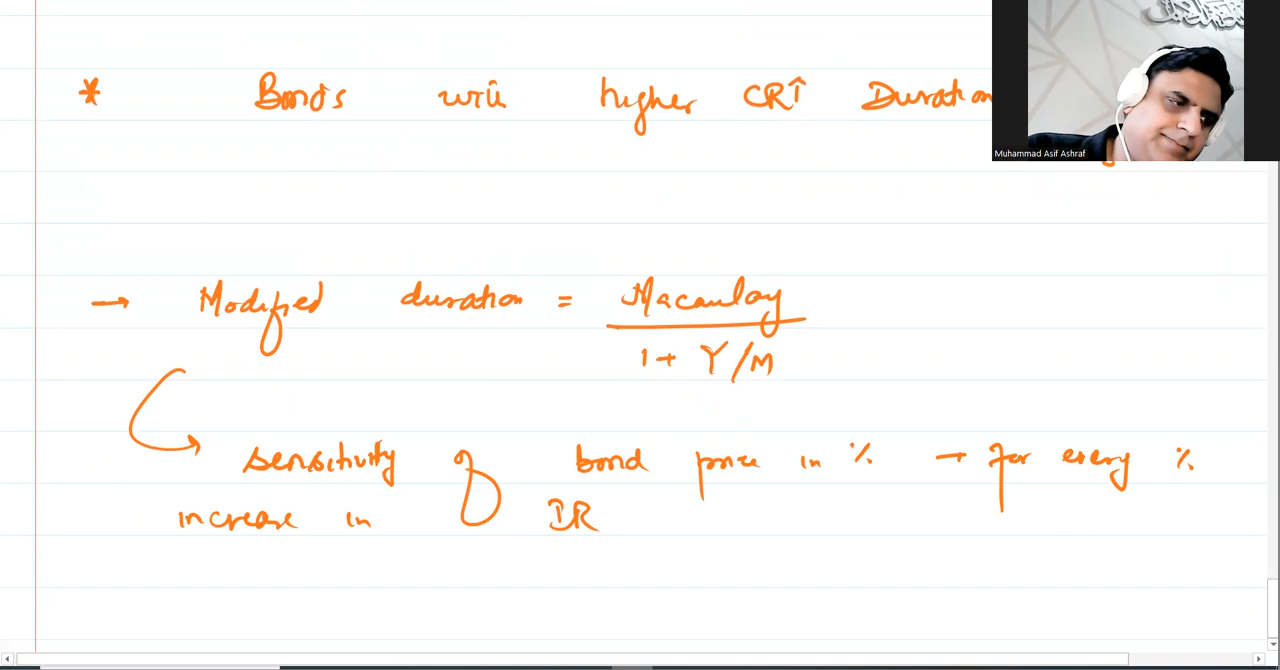 * Bonds with higher CR↑ Duration
Muhammad Asif Ashraf
→ Modified duration = Macaulay
1 + Y/M
sensitivity of bond price in % → for every %
increase in IR